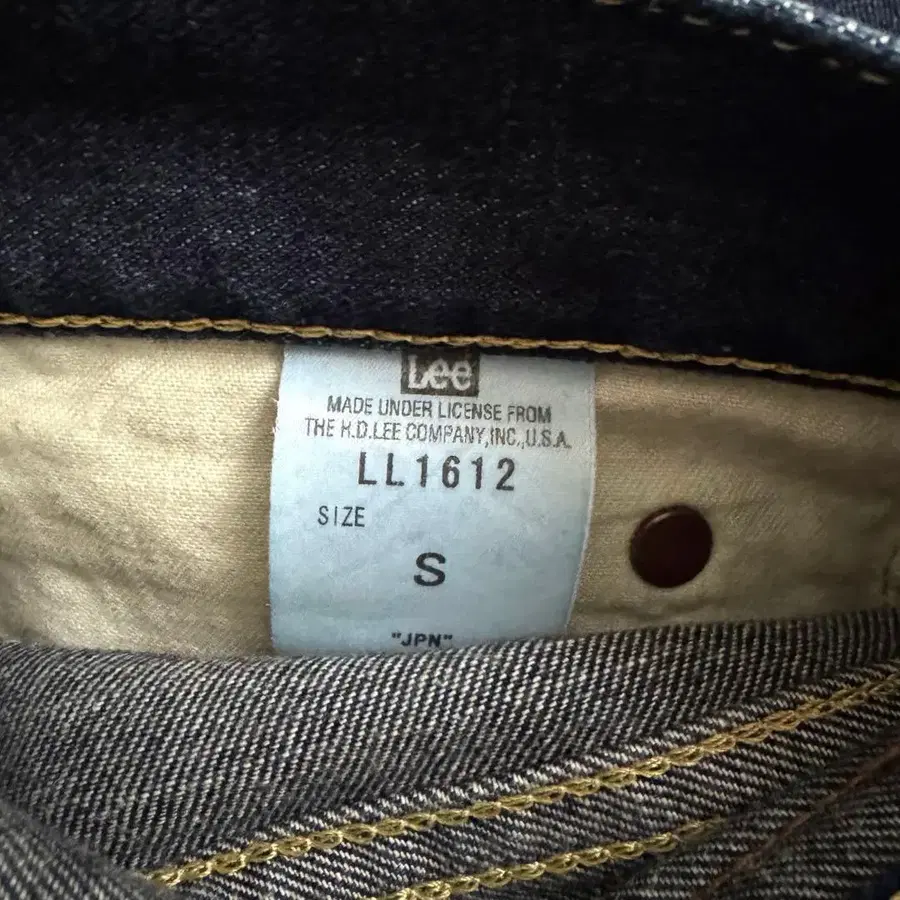 Lee
MADE UNDER LICENSE FROM
THE H.D.LEE COMPANY,INC.,U.S.A.
LL1612
SIZE
S
"JPN"